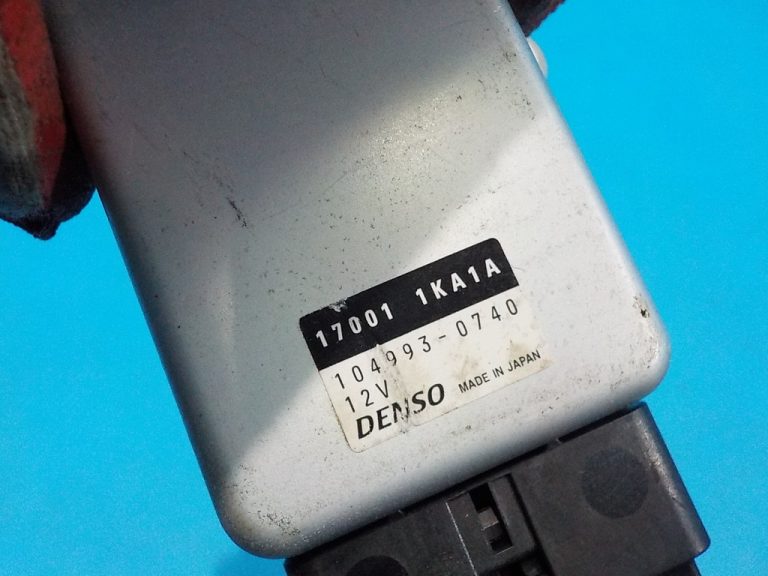 17001 1KA1A
104993-0740
12V
DENSO MADE IN JAPAN